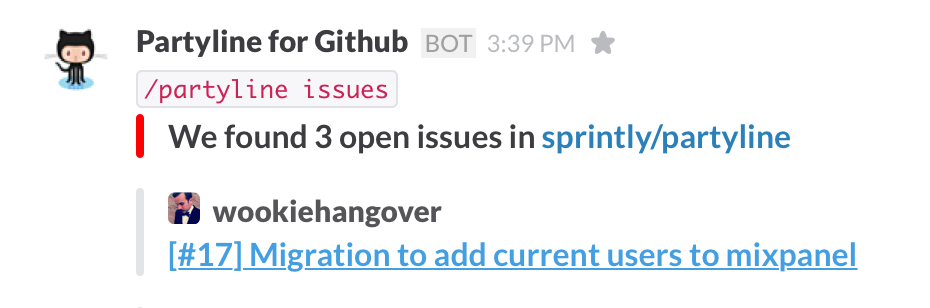 Partyline for Github BOT 3:39 PM
/partyline issues
We found 3 open issues in sprintly/partyline
wookiehangover
[#17] Migration to add current users to mixpanel